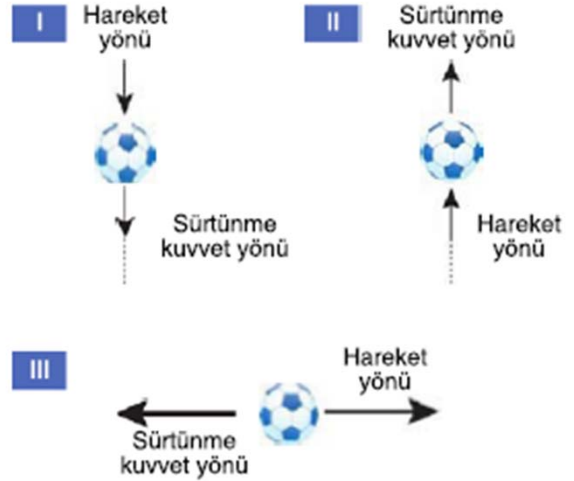 I
Hareket
yönü
II
Sürtünme
kuvvet yönü
Sürtünme
kuvvet yönü
Hareket
yönü
III
Hareket
yönü
Sürtünme
kuvvet yönü